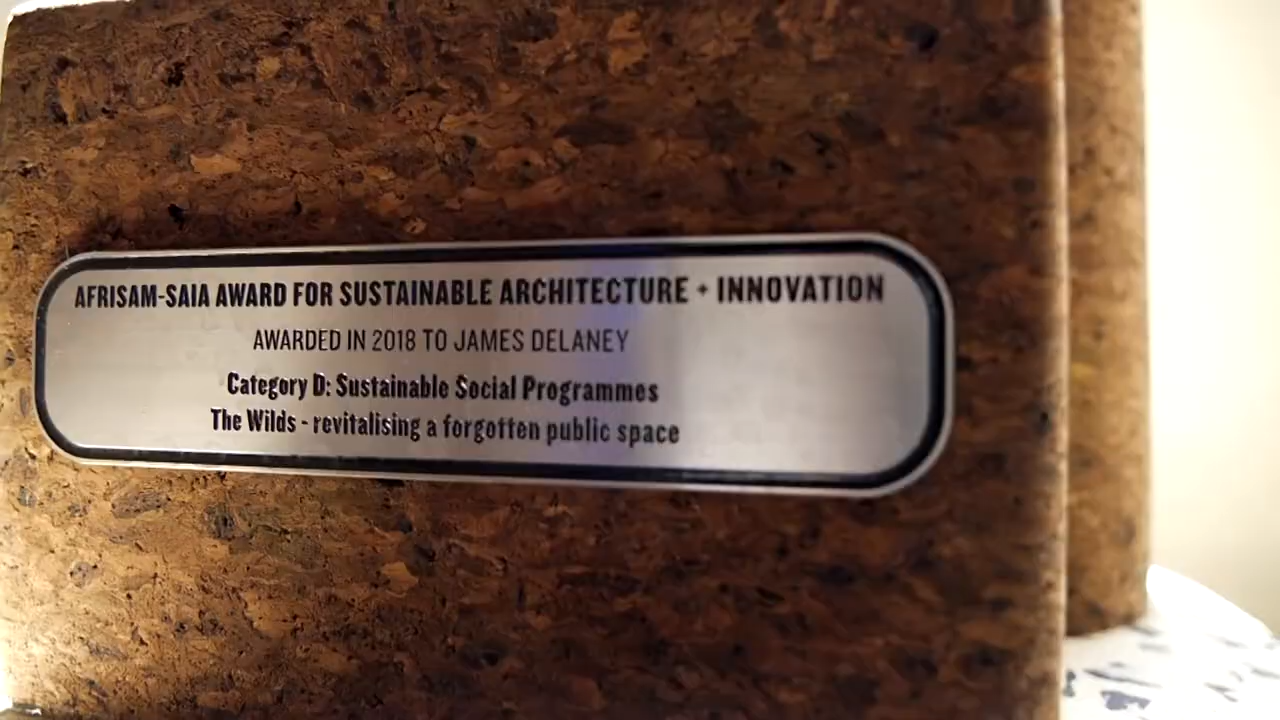 AFRISAM-SAIA AWARD FOR SUSTAINABLE ARCHITECTURE + INNOVATION
AWARDED IN 2018 TO JAMES DELANEY
Category D: Sustainable Social Programmes
The Wilds - revitalising a forgotten public space